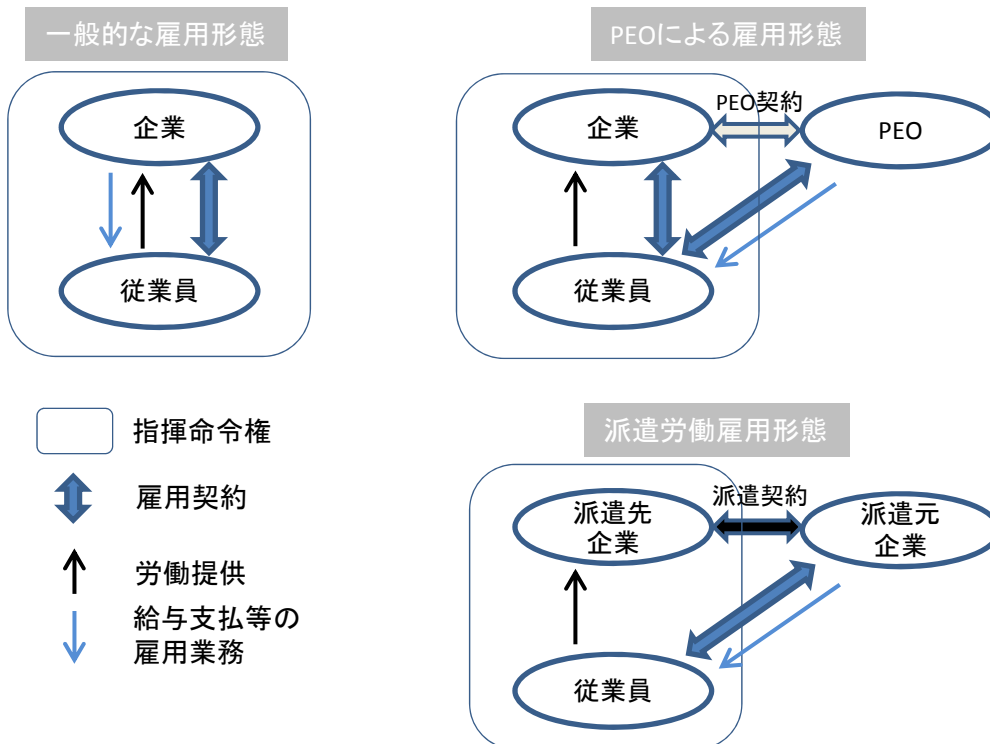 一般的な雇用形態
企業
従業員
PEOによる雇用形態
企業
PEO契約
PEO
従業員
指揮命令権
雇用契約
労働提供
給与支払等の
雇用業務
派遣労働雇用形態
派遣先
企業
派遣契約
派遣元
企業
従業員